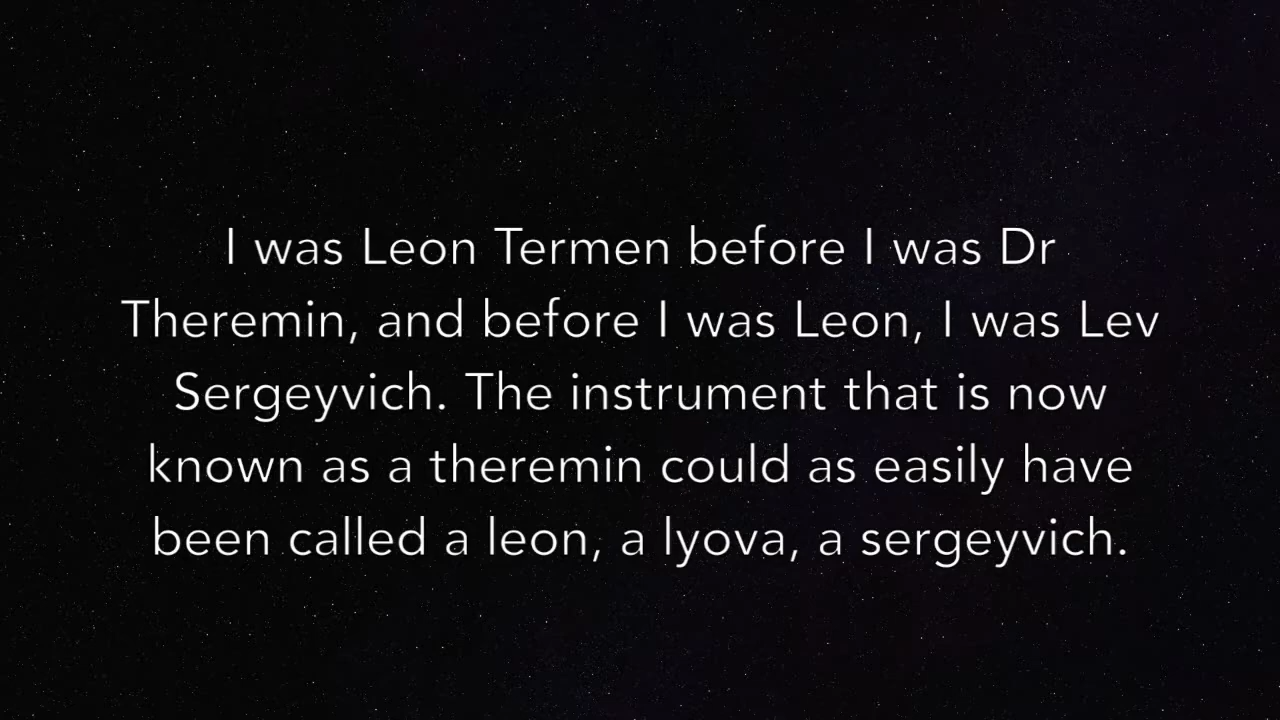 I was Leon Termen before I was Dr
Theremin, and before I was Leon, I was Lev
Sergeyvich. The instrument that is now
known as a theremin could as easily have
been called a leon, a lyova, a sergeyvich.